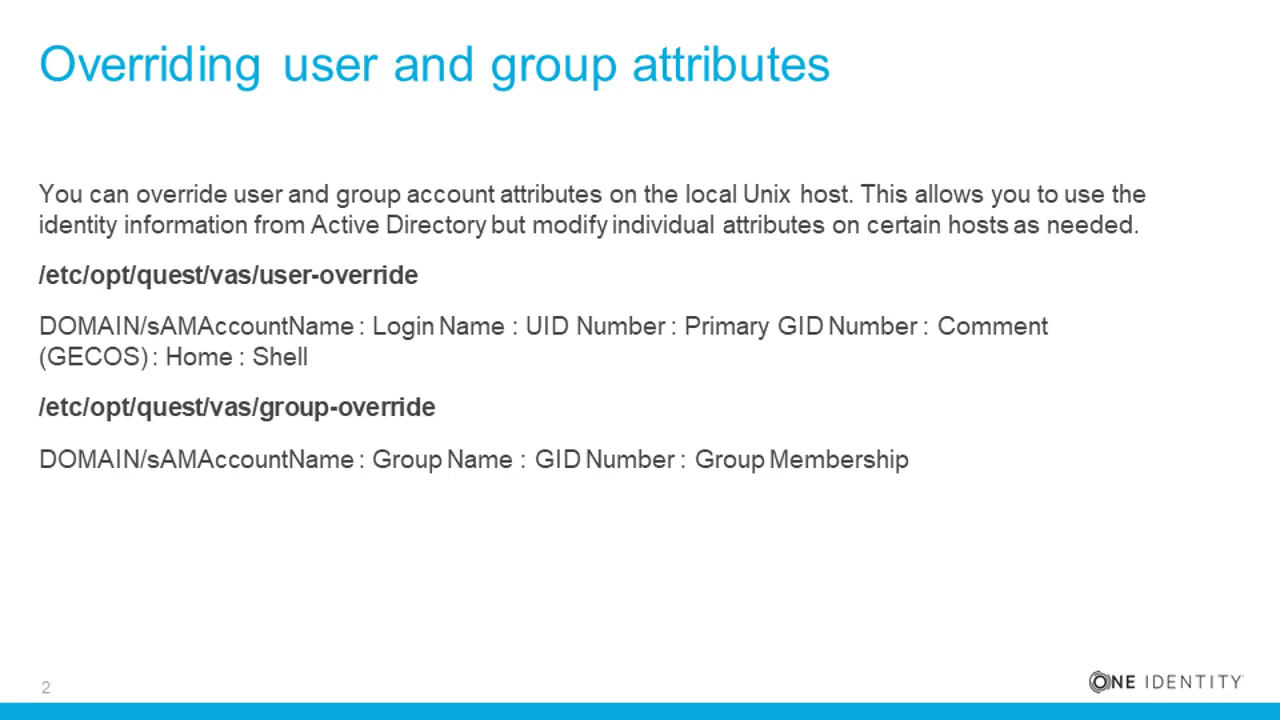 Overriding user and group attributes
You can override user and group account attributes on the local Unix host. This allows you to use the
identity information from Active Directory but modify individual attributes on certain hosts as needed.
/etc/opt/quest/vas/user-override
DOMAIN/sAMAccountName : Login Name : UID Number : Primary GID Number : Comment
(GECOS) : Home : Shell
/etc/opt/quest/vas/group-override
DOMAIN/sAMAccountName : Group Name : GID Number : Group Membership
2
ONE IDENTITY